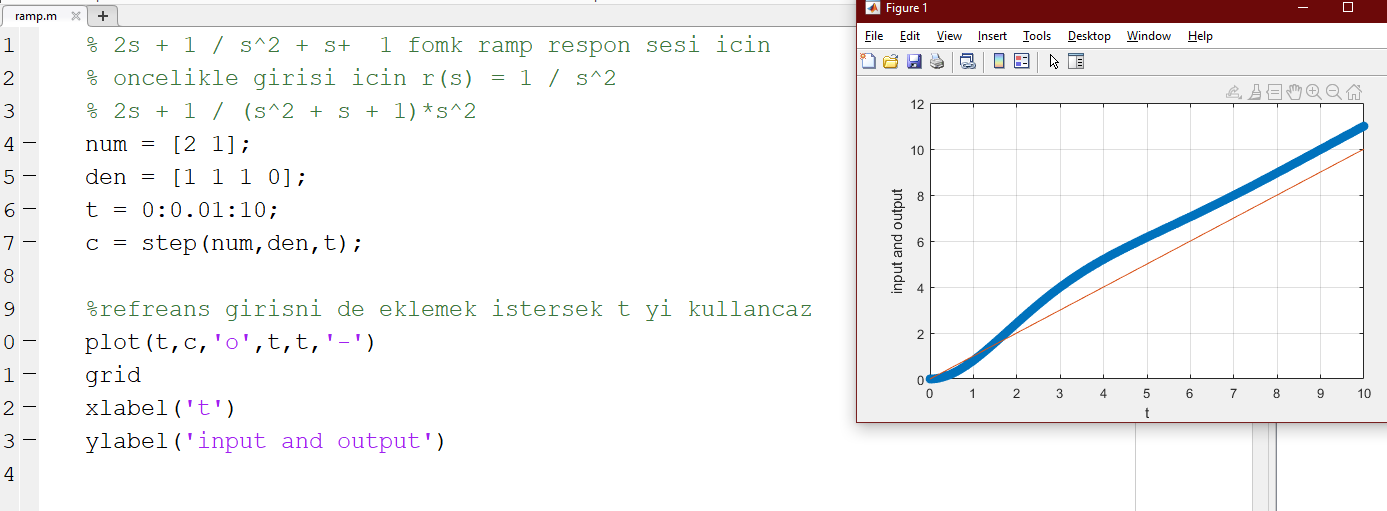 ramp.m
+
1 % 2s + 1 / s^2 + s+  1 fomk ramp respon sesi icin
2 % oncelikle girisi icin r(s) = 1 / s^2
3 % 2s + 1 / (s^2 + s + 1)*s^2
4 num = [2 1];
5 den = [1 1 1 0];
6 t = 0:0.01:10;
7 c = step(num,den,t);
8
9 %refreans girisni de eklemek istersek t yi kullancaz
0 plot(t,c,'o',t,t,'-')
1 grid
2 xlabel('t')
3 ylabel('input and output')
4
Figure 1
File Edit View Insert Tools Desktop Window Help
12
10
8
6
4
2
0
0 1 2 3 4 5 6 7 8 9 10
t
input and output